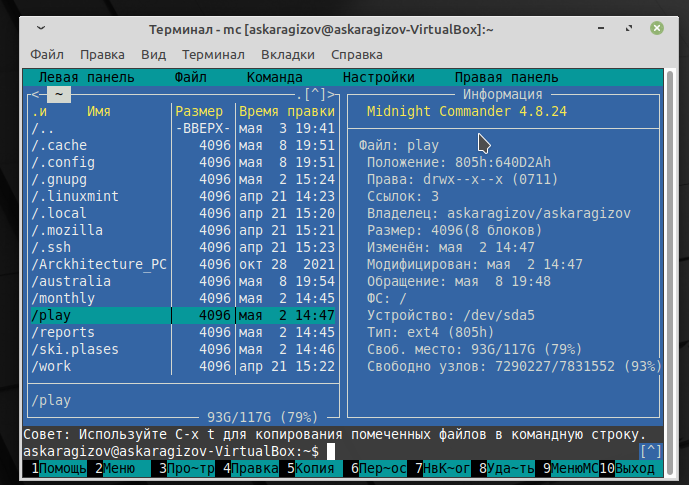 Терминал - mc [askaragizov@askaragizov-VirtualBox]:~
Файл Правка Вид Терминал Вкладки Справка
Левая панель Файл Команда Настройки Правая панель
<─ ~ .[^]>
.и Имя Размер Время правки
/.. -ВВЕРХ- мая 3 19:41
/.cache 4096 мая 8 19:51
/.config 4096 мая 8 19:51
/.gnupg 4096 мая 2 15:24
/.linuxmint 4096 апр 21 14:23
/.local 4096 апр 21 15:20
/.mozilla 4096 апр 21 15:21
/.ssh 4096 апр 21 15:23
/Arckhitecture_PC 4096 окт 28 2021
/australia 4096 мая 8 19:54
/monthly 4096 мая 2 14:45
/play 4096 мая 2 14:47
/reports 4096 мая 2 14:45
/ski.plases 4096 мая 2 14:46
/work 4096 апр 21 15:22
/play
93G/117G (79%)
Информация
Midnight Commander 4.8.24
Файл: play
Положение: 805h:640D2Ah
Права: drwx--x--x (0711)
Ссылок: 3
Владелец: askaragizov/askaragizov
Размер: 4096(8 блоков)
Изменён: мая 2 14:47
Модифицирован: мая 2 14:47
Обращение: мая 8 19:48
ФС: /
Устройство: /dev/sda5
Тип: ext4 (805h)
Своб. место: 93G/117G (79%)
Свободно узлов: 7290227/7831552 (93%)
Совет: Используйте C-x t для копирования помеченных файлов в командную строку.
askaragizov@askaragizov-VirtualBox:~$ [^]
1Помощь 2Меню 3Про~тр 4Правка 5Копия 6Пер~ос 7НвК~ог 8Уда~ть 9МенюMC 10Выход